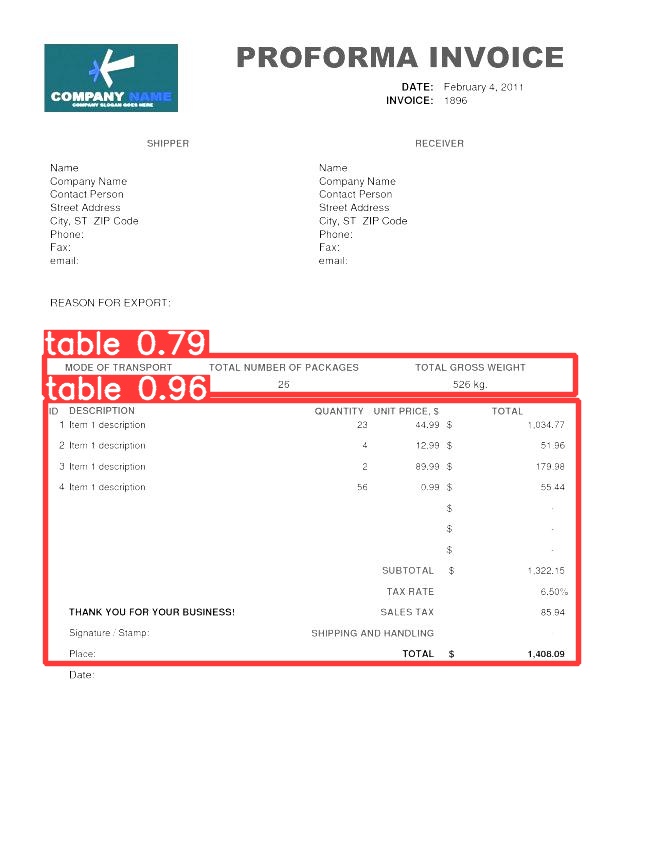 PROFORMA INVOICE
COMPANY NAME
COMPANY SLOGAN GOES HERE
DATE: February 4, 2011
INVOICE: 1896
SHIPPER RECEIVER
Name Name
Company Name Company Name
Contact Person Contact Person
Street Address Street Address
City, ST ZIP Code City, ST ZIP Code
Phone: Phone:
Fax: Fax:
email: email:
REASON FOR EXPORT:
table 0.79
MODE OF TRANSPORT TOTAL NUMBER OF PACKAGES TOTAL GROSS WEIGHT
table 0.96 26 526 kg.
ID DESCRIPTION QUANTITY UNIT PRICE, $ TOTAL
1 Item 1 description 23 44.99 $ 1,034.77
2 Item 1 description 4 12.99 $ 51.96
3 Item 1 description 2 89.99 $ 179.98
4 Item 1 description 56 0.99 $ 55.44
$ -
$ -
$ -
SUBTOTAL $ 1,322.15
TAX RATE 6.50%
THANK YOU FOR YOUR BUSINESS! SALES TAX 85.94
Signature / Stamp: SHIPPING AND HANDLING -
Place: TOTAL $ 1,408.09
Date: